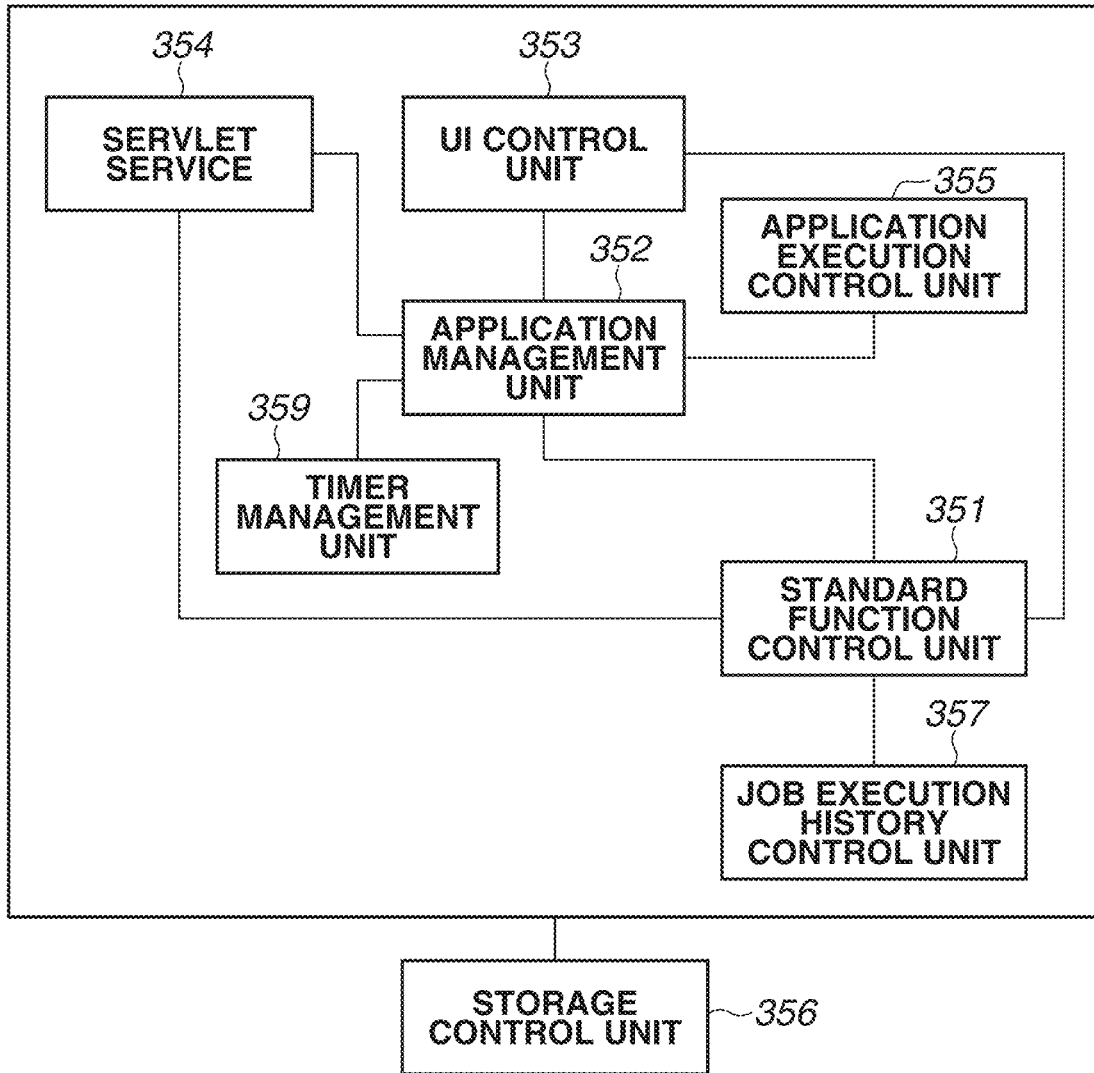 354
SERVLET
SERVICE
353
UI CONTROL
UNIT
355
APPLICATION
EXECUTION
CONTROL UNIT
352
APPLICATION
MANAGEMENT
UNIT
359
TIMER
MANAGEMENT
UNIT
351
STANDARD
FUNCTION
CONTROL UNIT
357
JOB EXECUTION
HISTORY
CONTROL UNIT
STORAGE
CONTROL UNIT
356